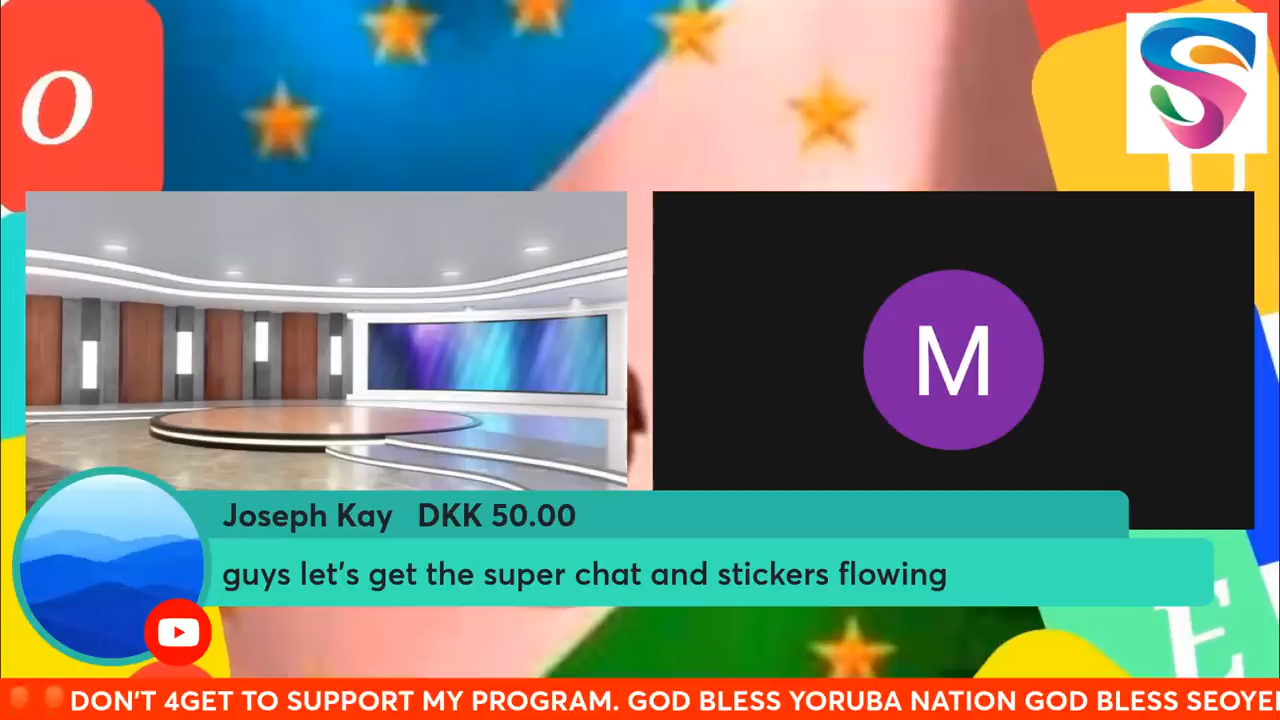 O
U
M
Joseph Kay DKK 50.00
guys let's get the super chat and stickers flowing
E
DON'T 4GET TO SUPPORT MY PROGRAM. GOD BLESS YORUBA NATION GOD BLESS SEOYE